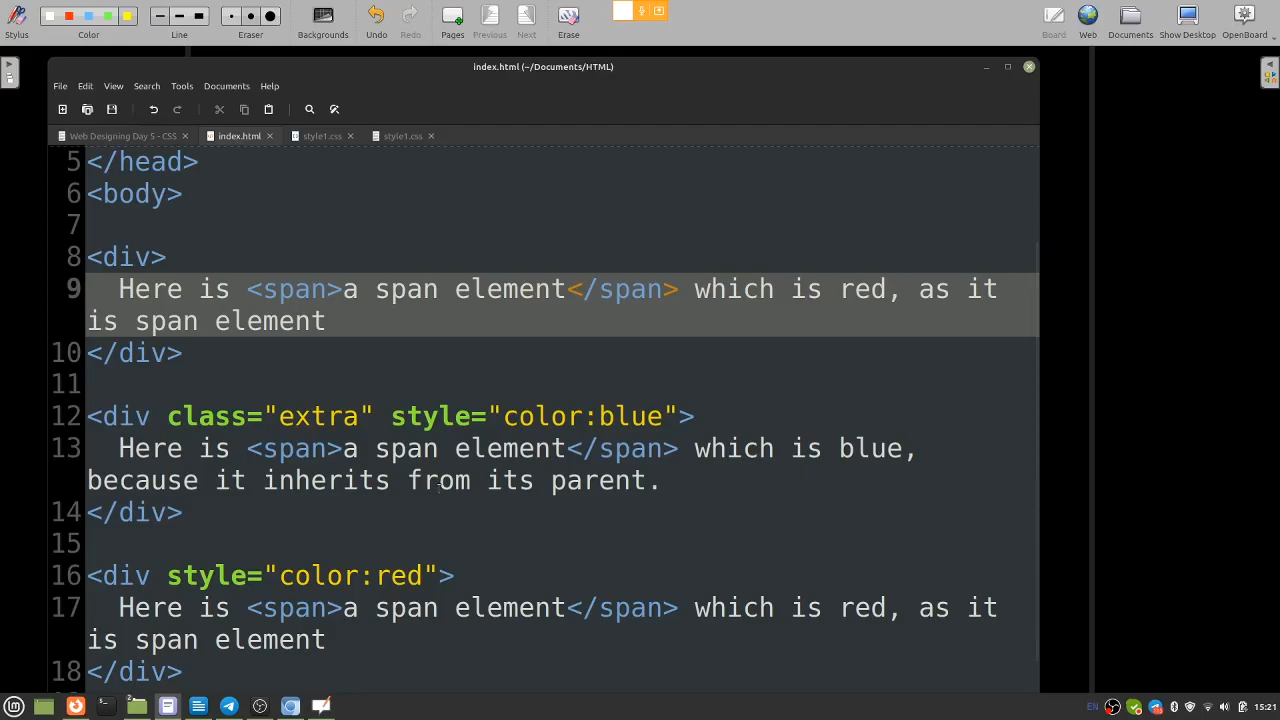 Stylus
Color
Line
Eraser
Backgrounds
Undo
Redo
Pages
Previous
Next
Erase
Board
Web
Documents
Show Desktop
OpenBoard
index.html (~/Documents/HTML)
File Edit View Search Tools Documents Help
Web Designing Day 5 - CSS
index.html
style1.css
style1.css
5 </head>
6 <body>
7
8 <div>
9   Here is <span>a span element</span> which is red, as it
is span element
10 </div>
11
12 <div class="extra" style="color:blue">
13   Here is <span>a span element</span> which is blue,
because it inherits from its parent.
14 </div>
15
16 <div style="color:red">
17   Here is <span>a span element</span> which is red, as it
is span element
18 </div>
2
EN
15:21